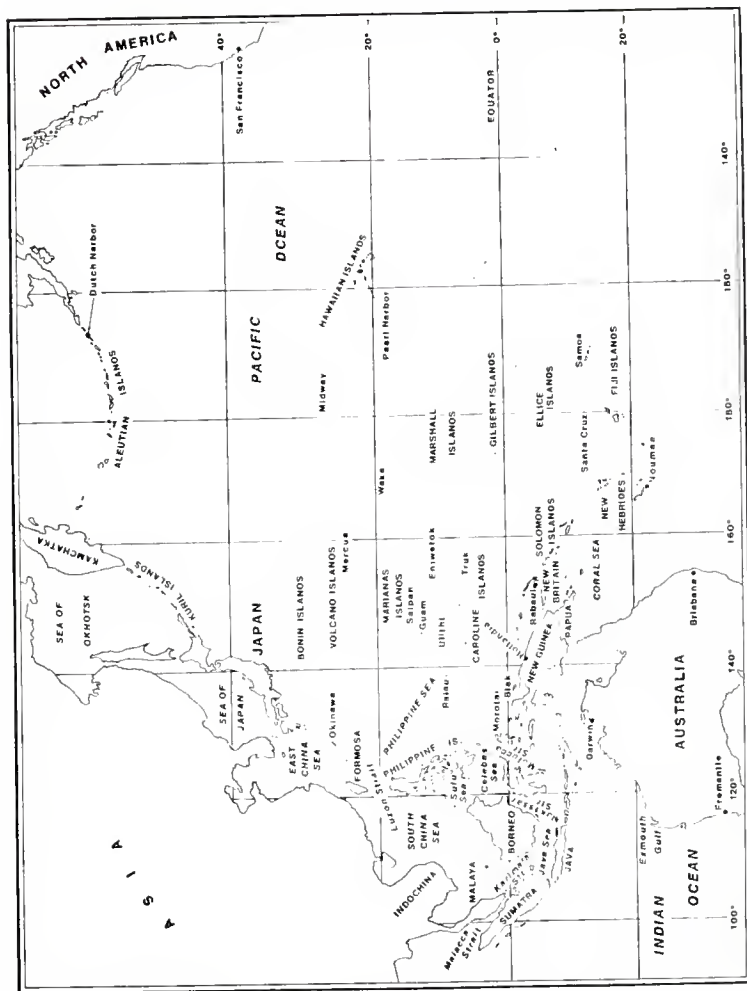 NORTH AMERICA
40°
20°
0°
20°
San Francisco
EQUATOR
140°
Dutch Harbor
PACIFIC
OCEAN
HAWAIIAN ISLANDS
160°
Pearl Harbor
Midway
ALEUTIAN
ISLANDS
Samoa
FIJI ISLANDS
ELLICE
ISLANDS
GILBERT ISLANDS
MARSHALL
ISLANDS
180°
Santa Cruz
Wake
NEW
HEBRIDES
Noumea
KAMCHATKA
160°
SOLOMON
ISLANDS
Eniwetok
Marcus
Truk
CORAL SEA
NEW
BRITAIN
KURIL ISLANDS
SEA OF
OKHOTSK
JAPAN
BONIN ISLANDS
VOLCANO ISLANDS
MARIANAS
ISLANDS
Saipan
Guam
Ulithi
CAROLINE
ISLANDS
Rabaul
PAPUA
Brisbane
Hollandia
NEW GUINEA
140°
SEA OF
JAPAN
Okinawa
PHILIPPINE SEA
Palau
Biak
Morotai
EAST
CHINA
SEA
FORMOSA
PHILIPPINE
IS
Darwin
AUSTRALIA
Luzon Strait
Sulu
Sea
Celebes
Sea
120°
Fremantle
SOUTH
CHINA
SEA
BORNEO
Java Sea
JAVA
Exmouth
Gulf
ASIA
INDOCHINA
MALAYA
SUMATRA
Malacca
Strait
INDIAN
OCEAN
100°